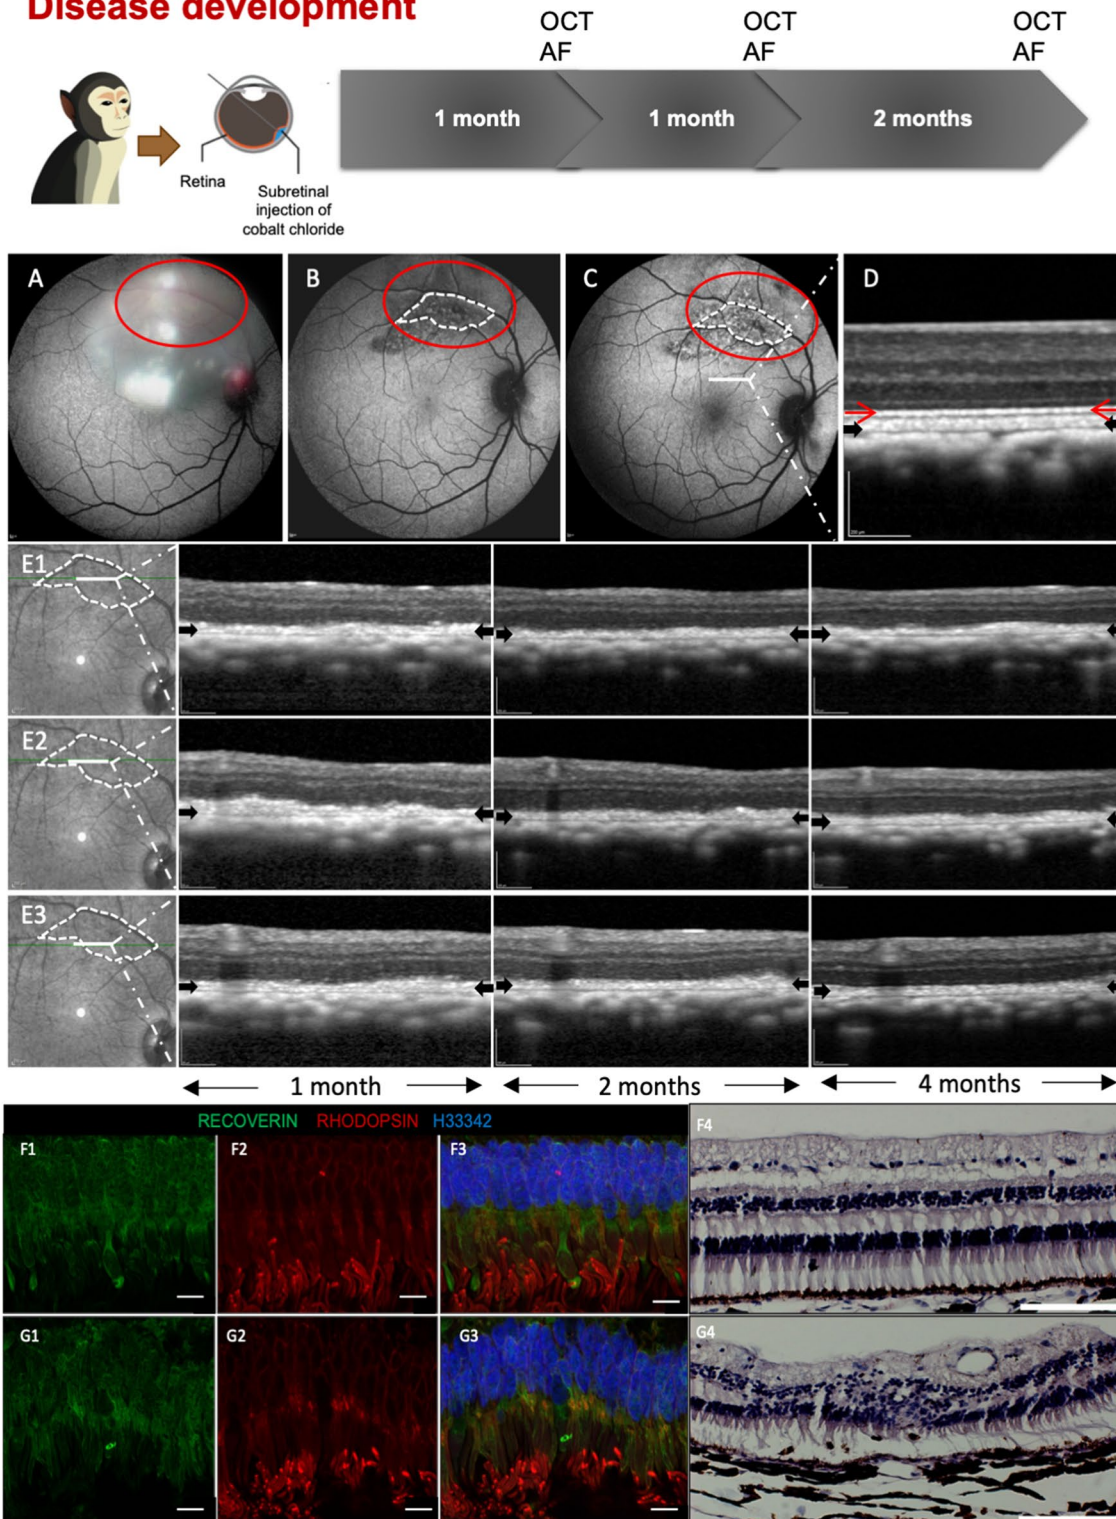 Disease development
OCT
AF
OCT
AF
OCT
AF
1 month
1 month
2 months
Retina
Subretinal
injection of
cobalt chloride
A
B
C
D
E1
E2
E3
1 month
2 months
4 months
RECOVERIN RHODOPSIN H33342
F1
F2
F3
F4
G1
G2
G3
G4